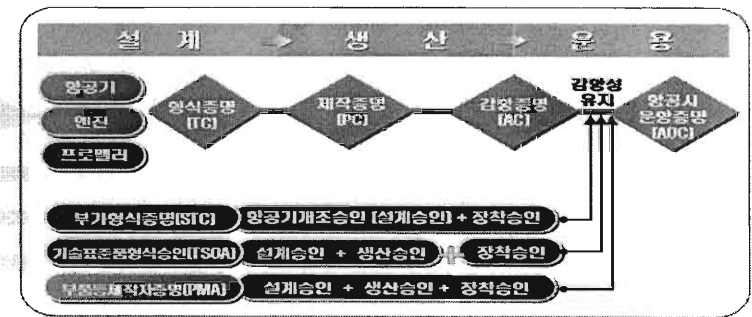 설 계 → 생 산 → 운 용
항공기
엔진
프로펠러
형식증명
(TC)
제작증명
(PC)
감항증명
(AC)
감항성
유지
항공사
운항증명
(AOC)
부가형식증명(STC) 항공기개조승인 (설계승인) + 장착승인
기술표준품형식승인(TSOA) 설계승인 + 생산승인 + 장착승인
부품등제작자증명(PMA) 설계승인 + 생산승인 + 장착승인